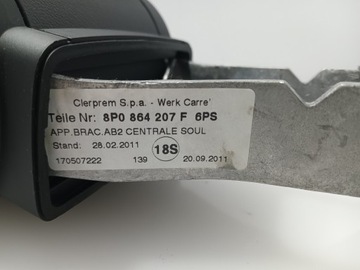 Clerprem S.p.a. - Werk Carre'
Teile Nr: 8P0 864 207 F 6PS
APP.BRAC.AB2 CENTRALE SOUL
Stand: 28.02.2011 18S
170507222 139 20.09.2011